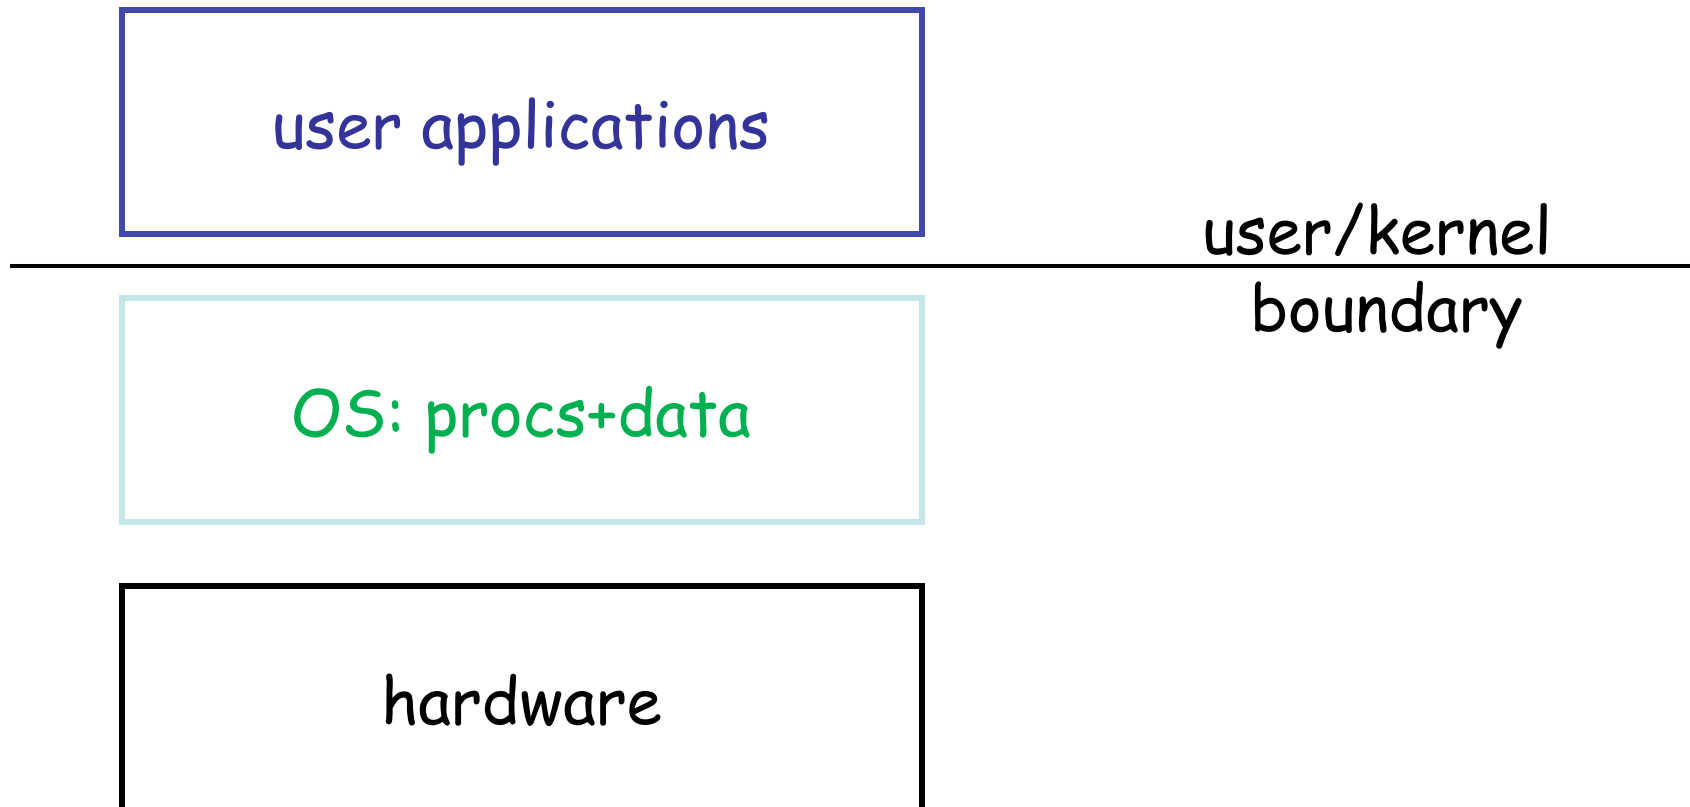 user applications
user/kernel
boundary
OS: procs+data
hardware